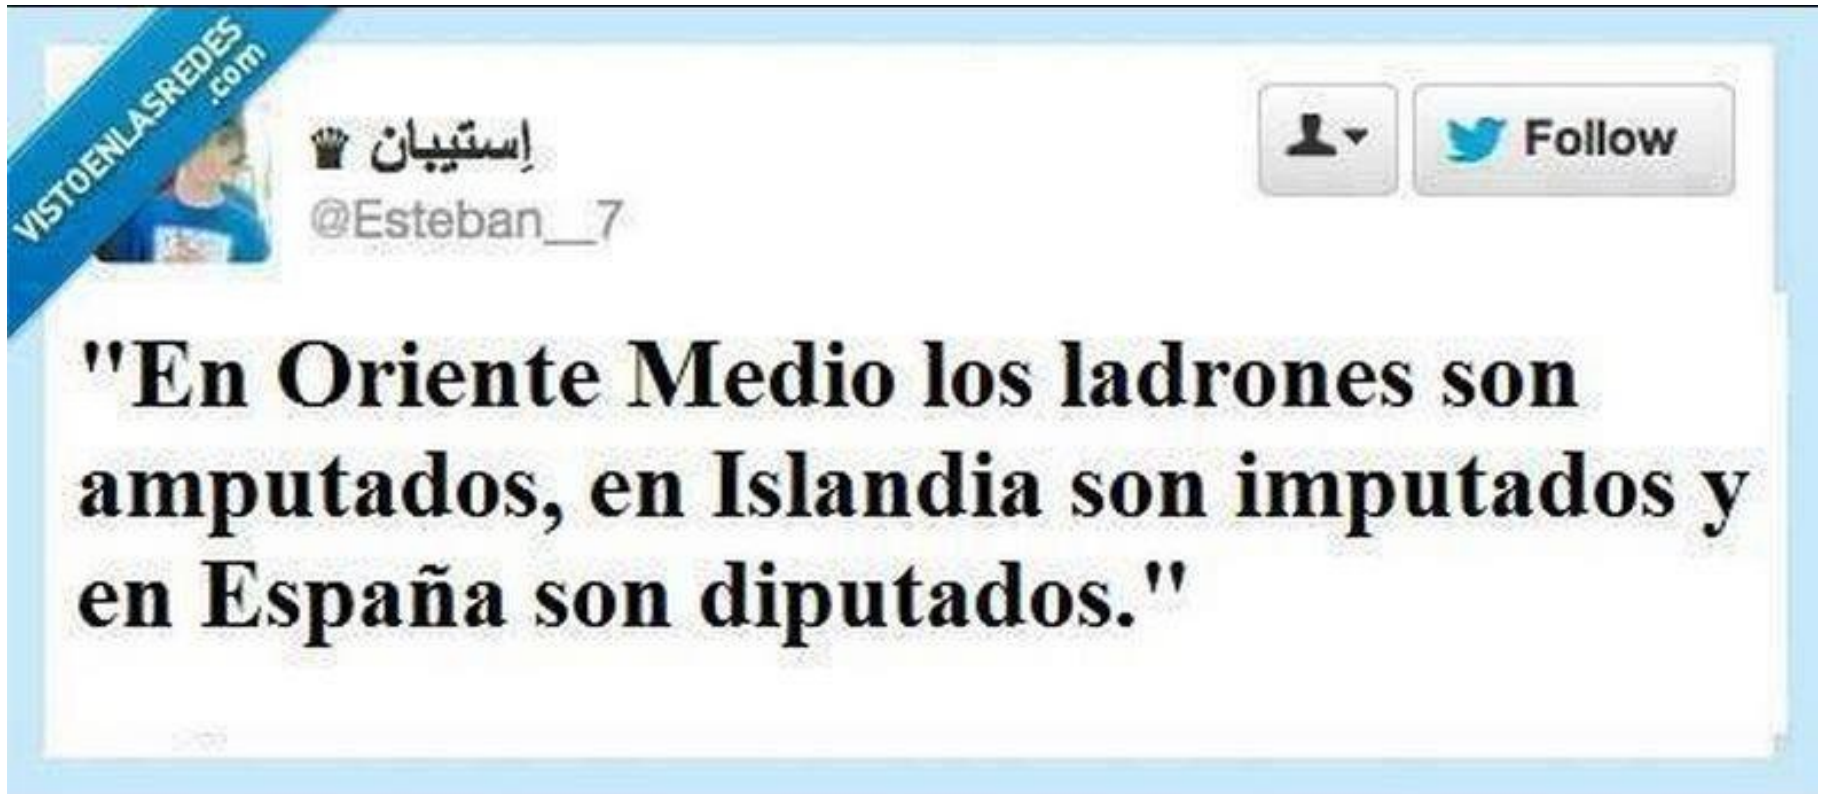 VISTOENLASREDES
.com
إستيبان ♛
@Esteban__7
Follow
"En Oriente Medio los ladrones son
amputados, en Islandia son imputados y
en España son diputados."